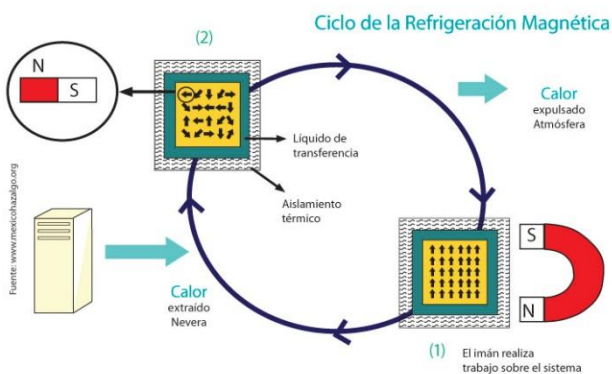 Ciclo de la Refrigeración Magnética
(2)
N
S
Calor
expulsado
Atmósfera
Líquido de
transferencia
Aislamiento
térmico
Fuente: www.mexicohazalgo.org
Calor
extraído
Nevera
S
N
(1)
El imán realiza
trabajo sobre el sistema